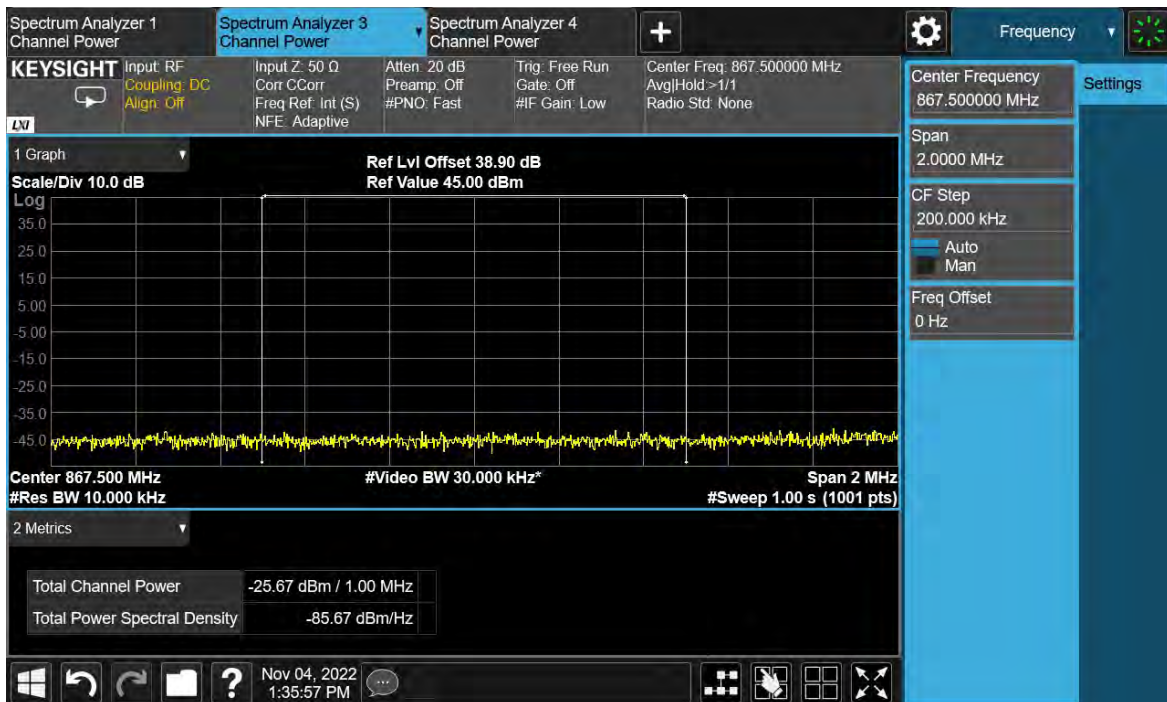 Spectrum Analyzer 1
Channel Power
Spectrum Analyzer 3
Channel Power
Spectrum Analyzer 4
Channel Power
+
Frequency
KEYSIGHT
LXI
Input: RF
Coupling: DC
Align: Off
Input Z: 50 Ω
Corr CCorr
Freq Ref: Int (S)
NFE: Adaptive
Atten: 20 dB
Preamp: Off
#PNO: Fast
Trig: Free Run
Gate: Off
#IF Gain: Low
Center Freq: 867.500000 MHz
Avg|Hold:>1/1
Radio Std: None
Center Frequency
867.500000 MHz
Settings
Span
2.0000 MHz
CF Step
200.000 kHz
Auto
Man
Freq Offset
0 Hz
1 Graph
Scale/Div 10.0 dB
Ref Lvl Offset 38.90 dB
Ref Value 45.00 dBm
Log
35.0
25.0
15.0
5.00
-5.00
-15.0
-25.0
-35.0
-45.0
Center 867.500 MHz
#Video BW 30.000 kHz*
Span 2 MHz
#Res BW 10.000 kHz
#Sweep 1.00 s (1001 pts)
2 Metrics
Total Channel Power -25.67 dBm / 1.00 MHz
Total Power Spectral Density -85.67 dBm/Hz
?
Nov 04, 2022
1:35:57 PM